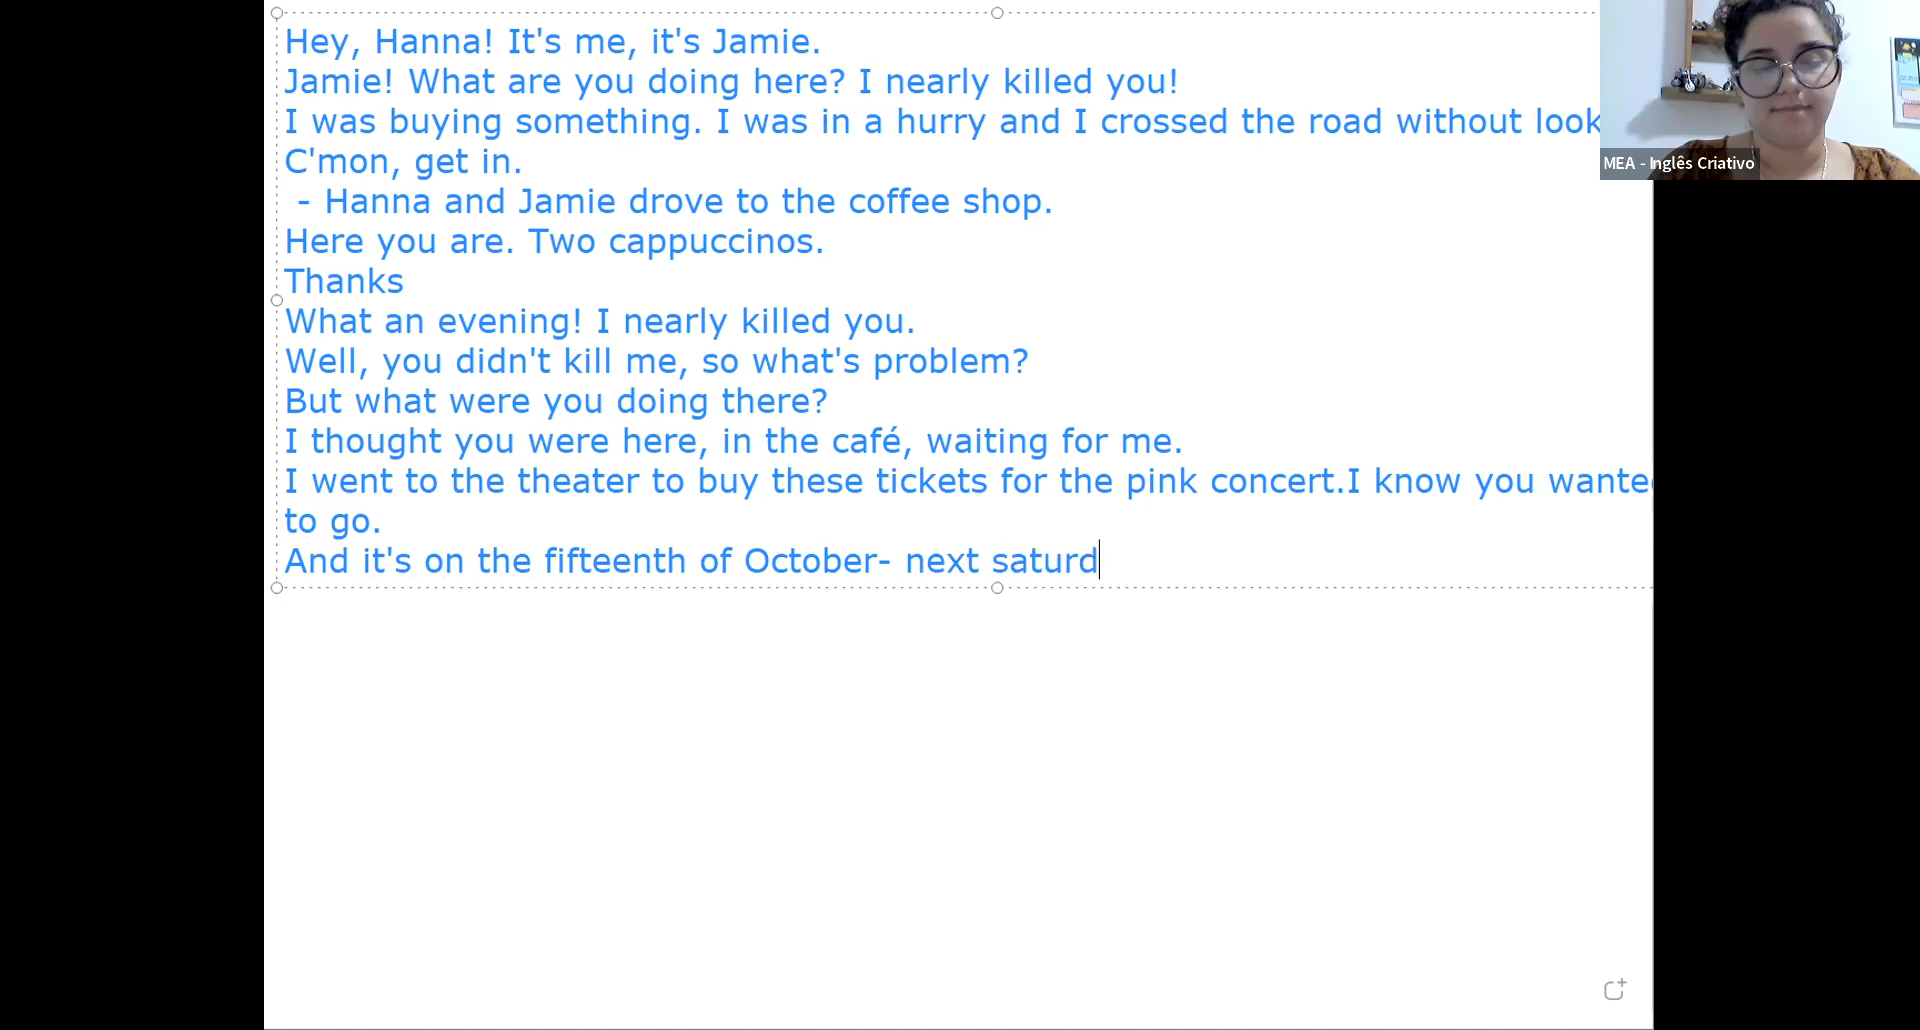 Hey, Hanna! It's me, it's Jamie.
Jamie! What are you doing here? I nearly killed you!
I was buying something. I was in a hurry and I crossed the road without look
C'mon, get in.
- Hanna and Jamie drove to the coffee shop.
Here you are. Two cappuccinos.
Thanks
What an evening! I nearly killed you.
Well, you didn't kill me, so what's problem?
But what were you doing there?
I thought you were here, in the café, waiting for me.
I went to the theater to buy these tickets for the pink concert.I know you wante
to go.
And it's on the fifteenth of October- next saturd
MEA - Inglês Criativo